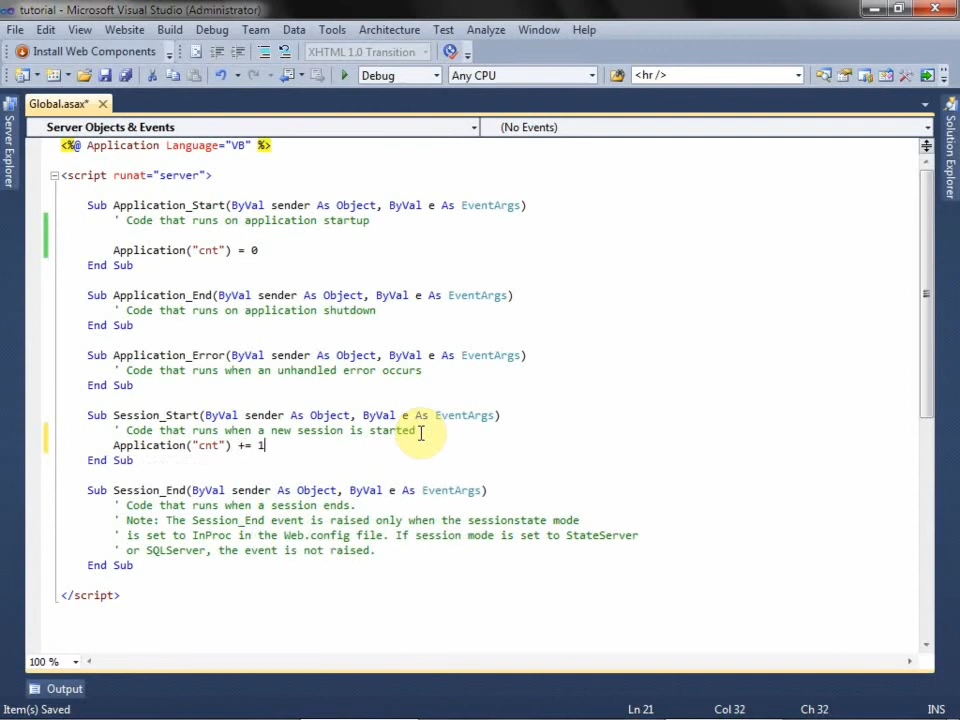 tutorial - Microsoft Visual Studio (Administrator)
File Edit View Website Build Debug Team Data Tools Architecture Test Analyze Window Help
Install Web Components XHTML 1.0 Transition
Debug Any CPU <hr/>
Global.asax*
Server Objects & Events (No Events)
<%@ Application Language="VB" %>
<script runat="server">
Sub Application_Start(ByVal sender As Object, ByVal e As EventArgs)
' Code that runs on application startup
Application("cnt") = 0
End Sub
Sub Application_End(ByVal sender As Object, ByVal e As EventArgs)
' Code that runs on application shutdown
End Sub
Sub Application_Error(ByVal sender As Object, ByVal e As EventArgs)
' Code that runs when an unhandled error occurs
End Sub
Sub Session_Start(ByVal sender As Object, ByVal e As EventArgs)
' Code that runs when a new session is started
Application("cnt") += 1
End Sub
Sub Session_End(ByVal sender As Object, ByVal e As EventArgs)
' Code that runs when a session ends.
' Note: The Session_End event is raised only when the sessionstate mode
' is set to InProc in the Web.config file. If session mode is set to StateServer
' or SQLServer, the event is not raised.
End Sub
</script>
100 %
Output
Item(s) Saved Ln 21 Col 32 Ch 32 INS
Server Explorer
Solution Explorer